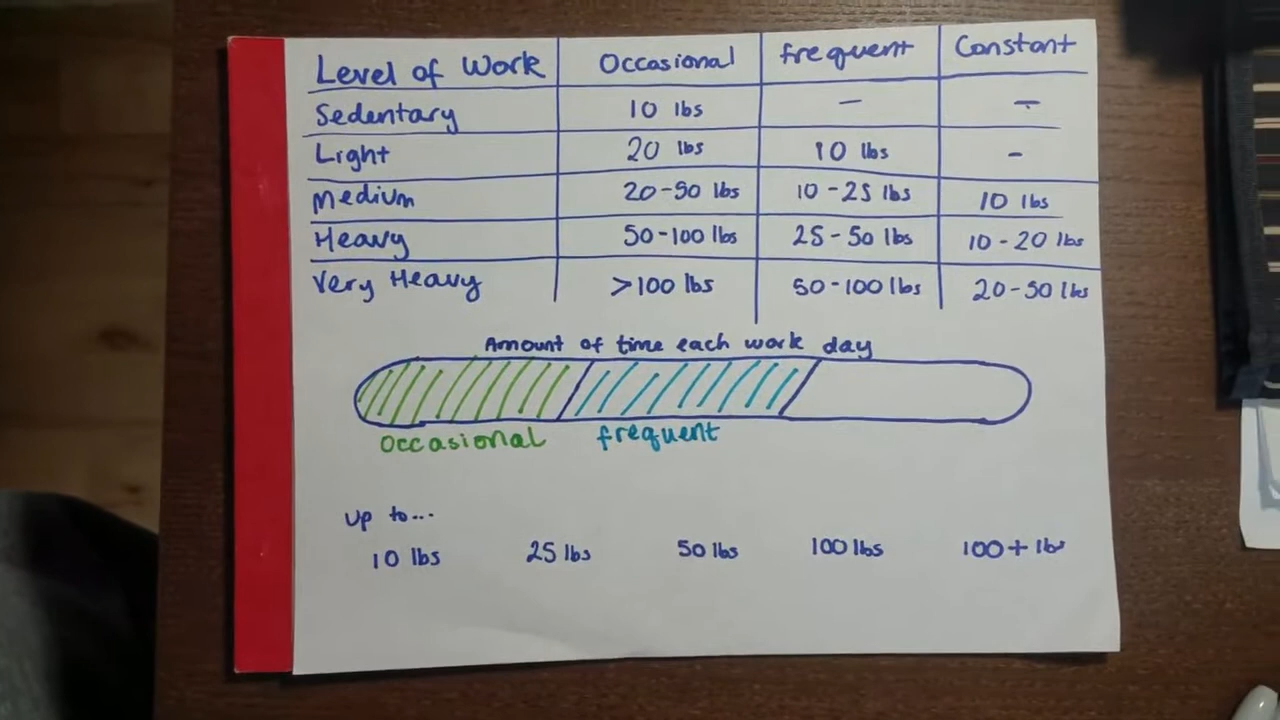 Level of Work Occasional frequent Constant
Sedentary 10 lbs — —
Light 20 lbs 10 lbs -
Medium 20-50 lbs 10-25 lbs 10 lbs
Heavy 50-100 lbs 25-50 lbs 10-20 lbs
Very Heavy >100 lbs 50-100 lbs 20-50 lbs
Amount of time each work day
Occasional frequent
up to...
10 lbs 25 lbs 50 lbs 100 lbs 100+ lbs